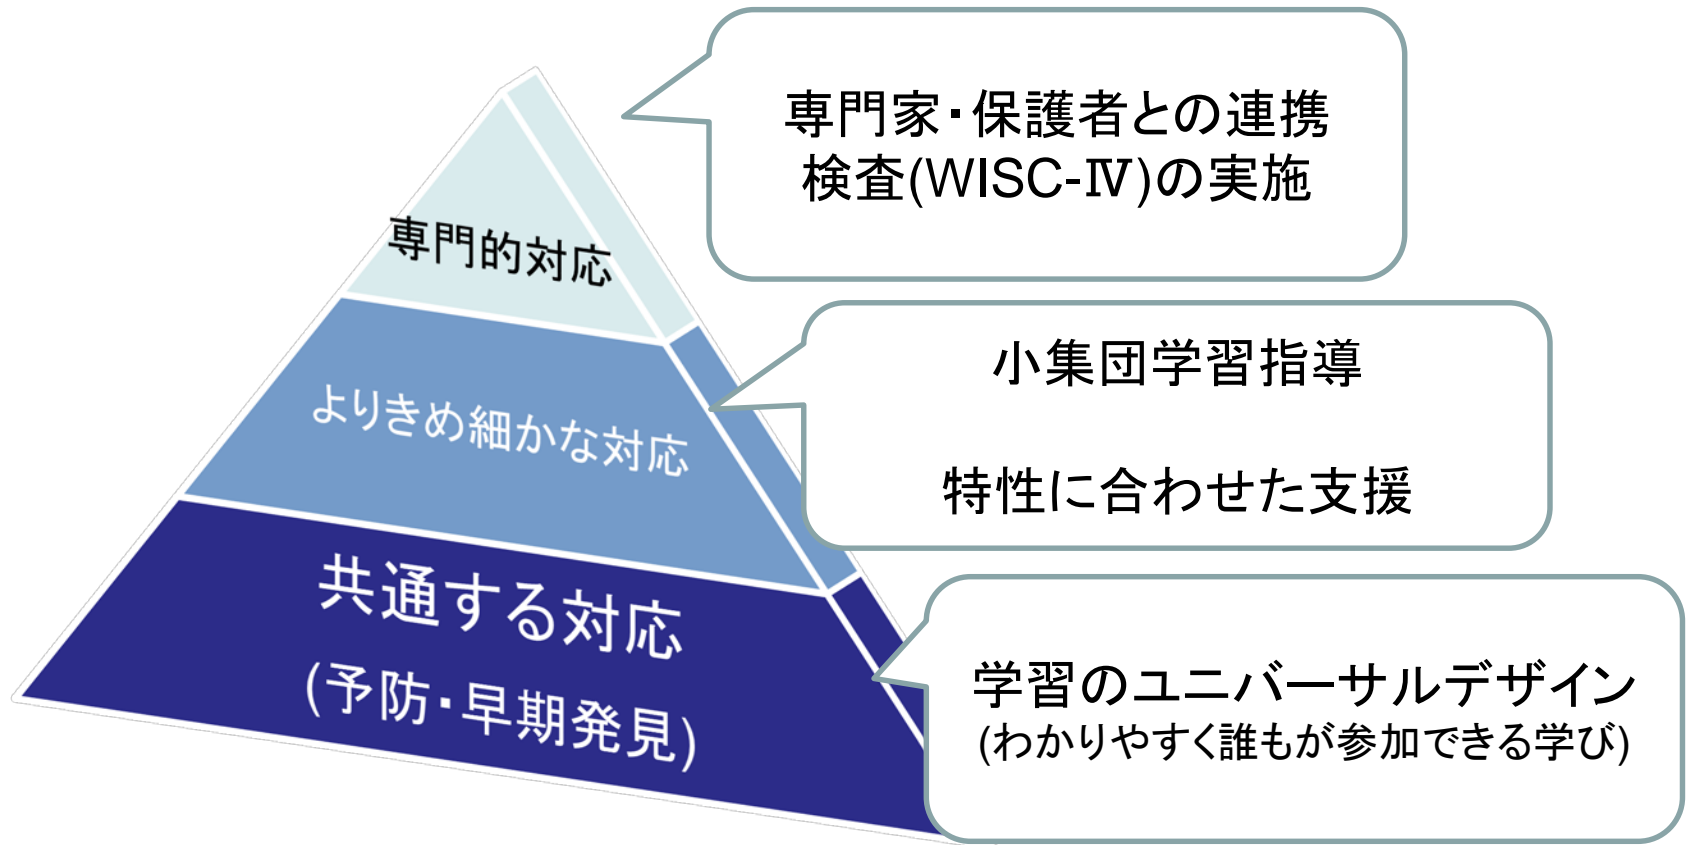 専門家・保護者との連携
検査(WISC-Ⅳ)の実施
専門的対応
小集団学習指導
特性に合わせた支援
よりきめ細かな対応
共通する対応
(予防・早期発見)
学習のユニバーサルデザイン
(わかりやすく誰もが参加できる学び)